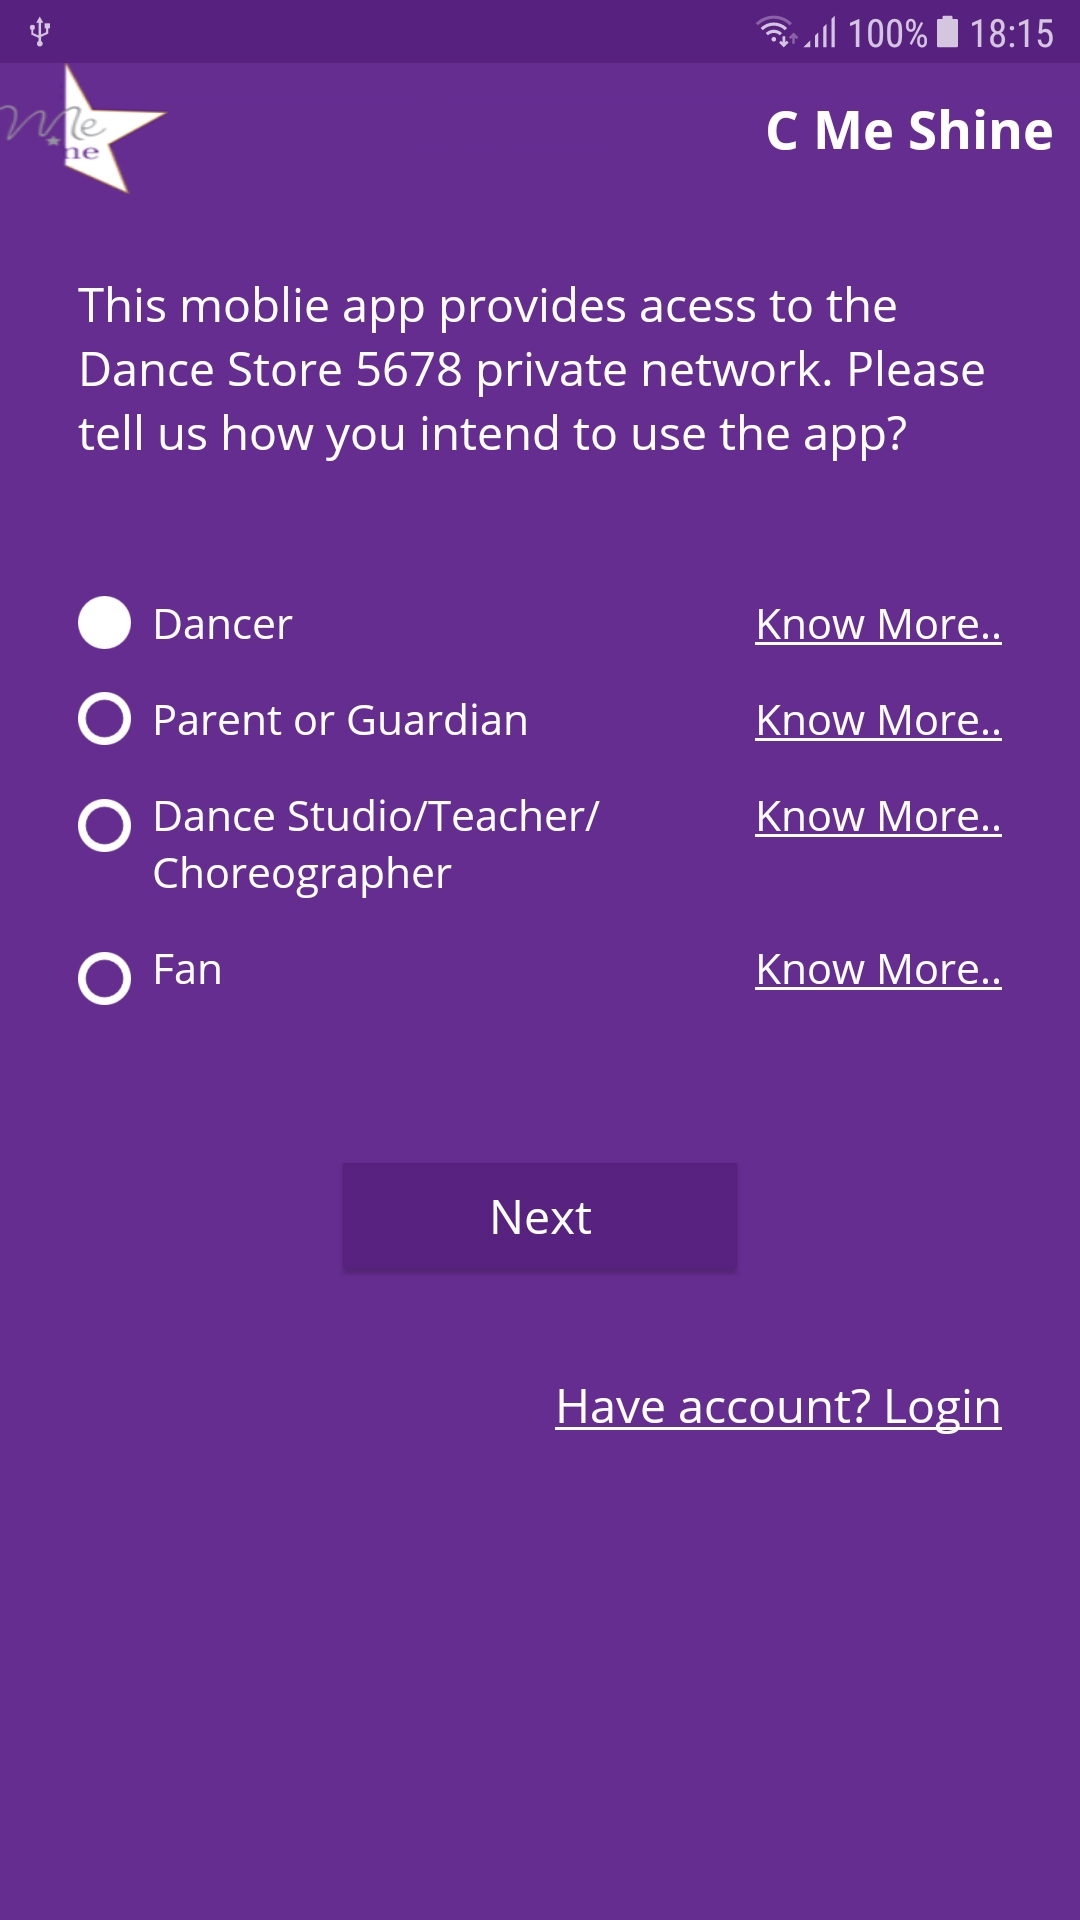 100% 18:15
Me
ne
C Me Shine
This moblie app provides acess to the
Dance Store 5678 private network. Please
tell us how you intend to use the app?
Dancer Know More..
Parent or Guardian Know More..
Dance Studio/Teacher/ Know More..
Choreographer
Fan Know More..
Next
Have account? Login